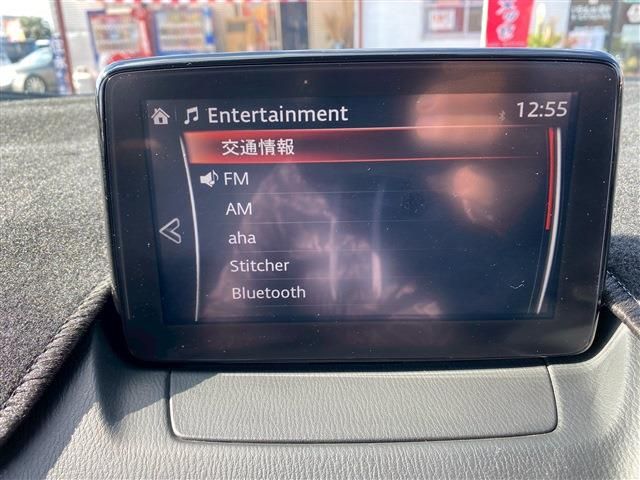 Entertainment
12:55
交通情報
FM
AM
aha
Stitcher
Bluetooth